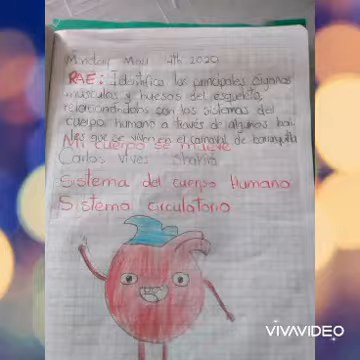 Monday May 4th 2020
RAE: Identifica los principales órganos
músculos y huesos del esqueleto,
relacionándolos con los sistemas del
cuerpo humano a través de algunos bai
les que se viven en el carnaval de barranquilla
Mi cuerpo se mueve
Carlos Vives Shakira
Sistema del cuerpo Humano
Sistema circulatorio
VIVAVIDEO